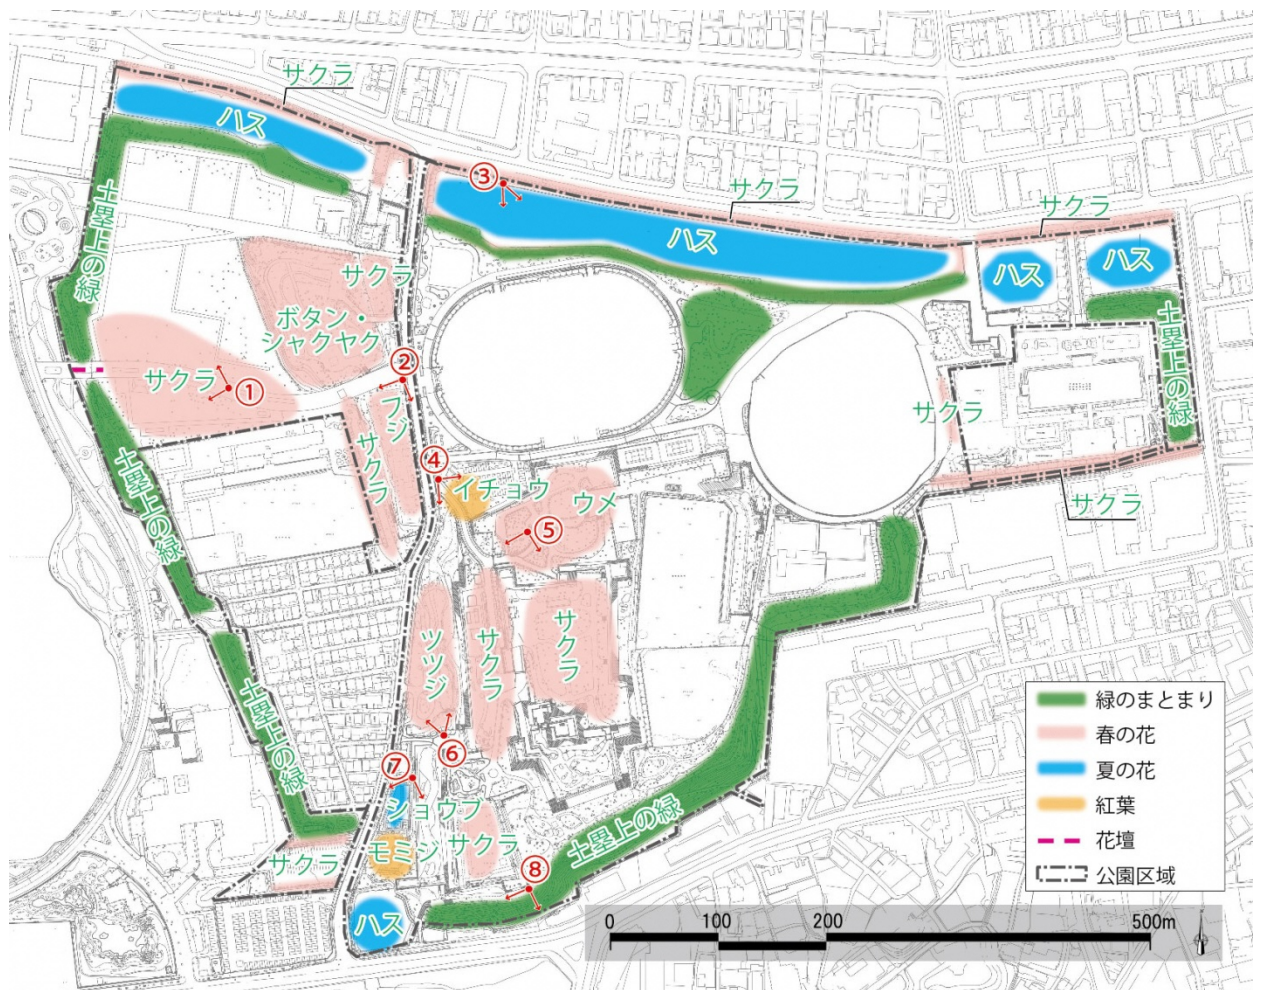 サクラ
ハス
③
サクラ
ハス
サクラ
ハス
ハス
土塁上の緑
サクラ
ボタン・
シャクヤク
土塁上の緑
②
サクラ
①
フジ
サクラ
サクラ
④
イチョウ
ウメ
土塁上の緑
サクラ
⑤
ツツジ
サクラ
サクラ
土塁上の緑
⑥
⑦
ショウブ
モミジ
サクラ
サクラ
土塁上の緑
⑧
ハス
緑のまとまり
春の花
夏の花
紅葉
花壇
公園区域
0 100 200 500m